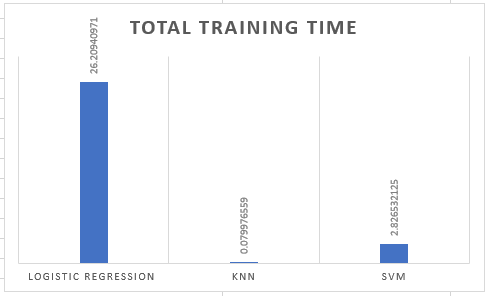 TOTAL TRAINING TIME
26.20940971
0.079976559
2.826532125
LOGISTIC REGRESSION
KNN
SVM